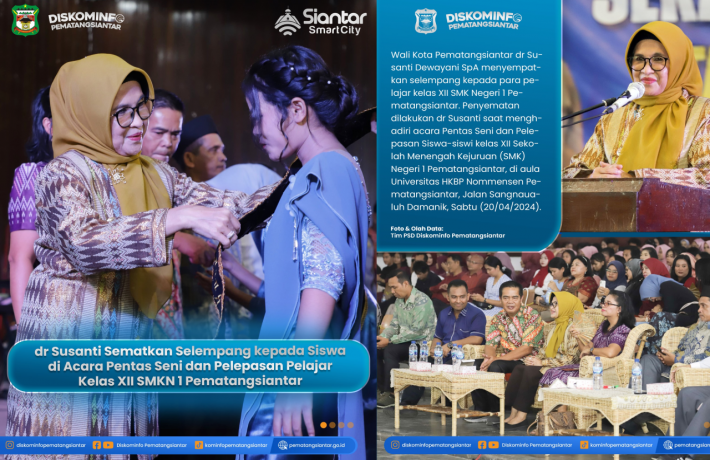 DISKOMINFO
PEMATANGSIANTAR
Siantar
SmartCity
dr Susanti Sematkan Selempang kepada Siswa
di Acara Pentas Seni dan Pelepasan Pelajar
Kelas XII SMKN 1 Pematangsiantar
diskominfopematangsiantar
Diskominfo Pematangsiantar
kominfopematangsiantar
pematangsiantar.go.id
DISKOMINFO
PEMATANGSIANTAR
Wali Kota Pematangsiantar dr Su-
santi Dewayani SpA menyempat-
kan selempang kepada para pe-
lajar kelas XII SMK Negeri 1 Pe-
matangsiantar. Penyematan
dilakukan dr Susanti saat mengh-
adiri acara Pentas Seni dan Pele-
pasan Siswa-siswi kelas XII Seko-
lah Menengah Kejuruan (SMK)
Negeri 1 Pematangsiantar, di aula
Universitas HKBP Nommensen Pe-
matangsiantar, Jalan Sangnaua-
luh Damanik, Sabtu (20/04/2024).
Foto & Olah Data:
Tim PSD Diskominfo Pematangsiantar
diskominfopematangsiantar
Diskominfo Pematangsiantar
kominfopematangsiantar
pematangsiantar.go.id